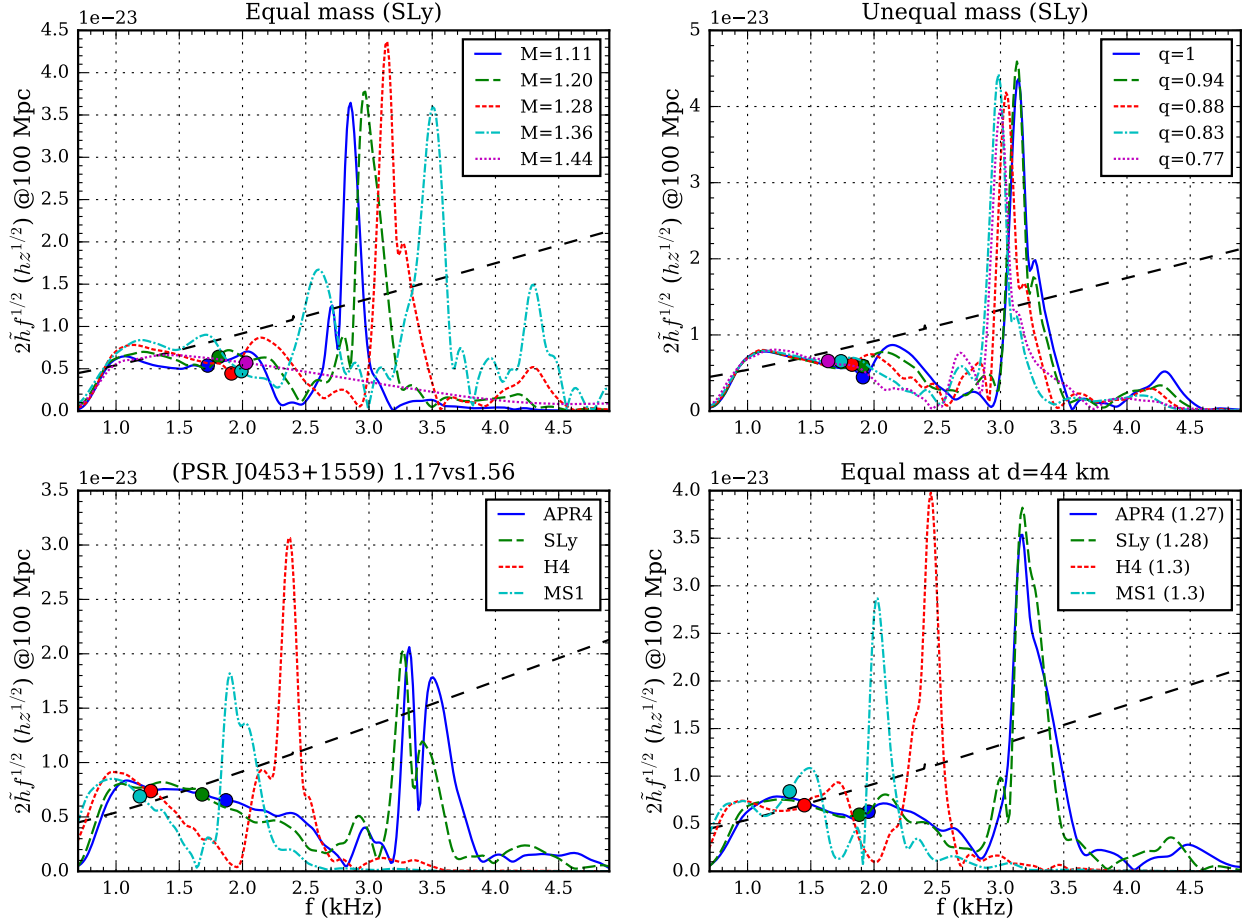 Equal mass (SLy)
1e−23
4.5
4.0
3.5
3.0
2.5
2.0
1.5
1.0
0.5
0.0
2h̃ f^{1/2} (hz^{1/2}) @100 Mpc
M=1.11
M=1.20
M=1.28
M=1.36
M=1.44
1.0 1.5 2.0 2.5 3.0 3.5 4.0 4.5
Unequal mass (SLy)
1e−23
5
4
3
2
1
0
2h̃ f^{1/2} (hz^{1/2}) @100 Mpc
q=1
q=0.94
q=0.88
q=0.83
q=0.77
1.0 1.5 2.0 2.5 3.0 3.5 4.0 4.5
(PSR J0453+1559) 1.17vs1.56
1e−23
3.5
3.0
2.5
2.0
1.5
1.0
0.5
0.0
2h̃ f^{1/2} (hz^{1/2}) @100 Mpc
APR4
SLy
H4
MS1
1.0 1.5 2.0 2.5 3.0 3.5 4.0 4.5
f (kHz)
Equal mass at d=44 km
1e−23
4.0
3.5
3.0
2.5
2.0
1.5
1.0
0.5
0.0
2h̃ f^{1/2} (hz^{1/2}) @100 Mpc
APR4 (1.27)
SLy (1.28)
H4 (1.3)
MS1 (1.3)
1.0 1.5 2.0 2.5 3.0 3.5 4.0 4.5
f (kHz)